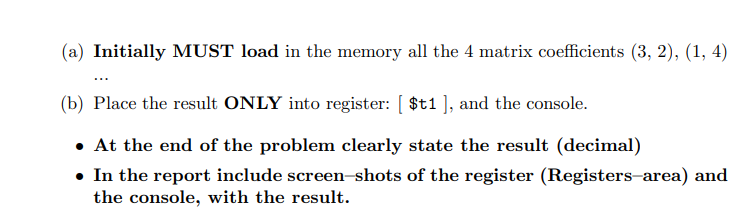 (a) Initially MUST load in the memory all the 4 matrix coefficients (3, 2), (1, 4)
...
(b) Place the result ONLY into register: [ $t1 ], and the console.
• At the end of the problem clearly state the result (decimal)
• In the report include screen–shots of the register (Registers–area) and
the console, with the result.